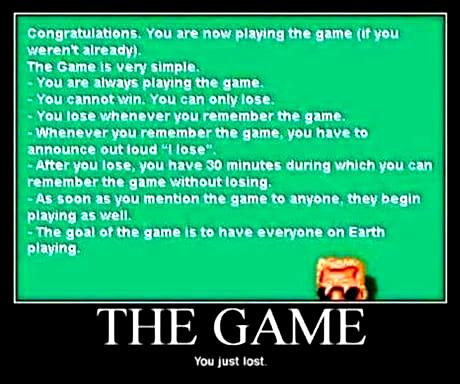 Congratulations. You are now playing the game (if you
weren't already).
The Game is very simple.
- You are always playing the game.
- You cannot win. You can only lose.
- You lose whenever you remember the game.
- Whenever you remember the game, you have to
announce out loud "I lose".
- After you lose, you have 30 minutes during which you can
remember the game without losing.
- As soon as you mention the game to anyone, they begin
playing as well.
- The goal of the game is to have everyone on Earth
playing.
THE GAME
You just lost.